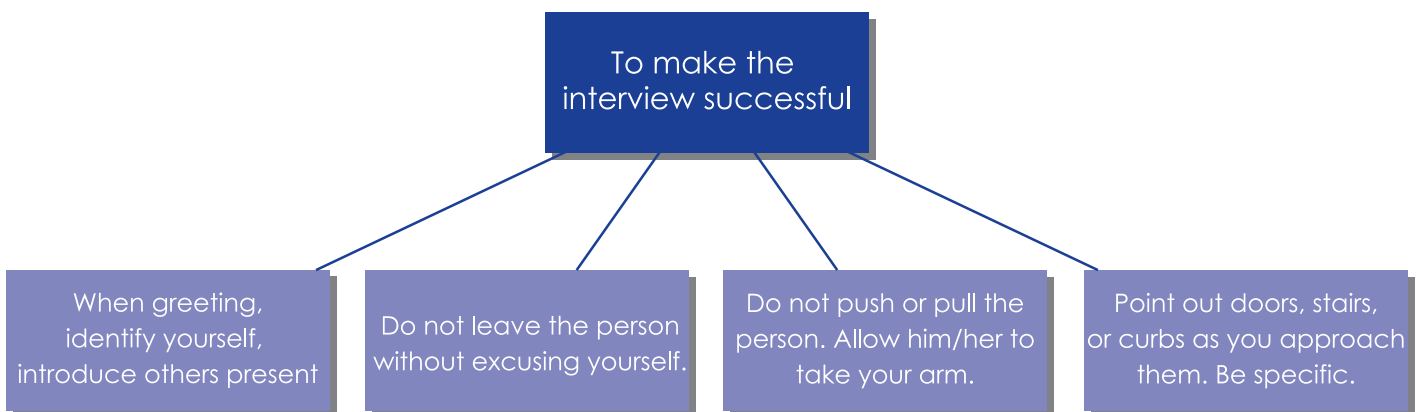 To make the
interview successful
When greeting,
identify yourself,
introduce others present
Do not leave the person
without excusing yourself.
Do not push or pull the
person. Allow him/her to
take your arm.
Point out doors, stairs,
or curbs as you approach
them. Be specific.